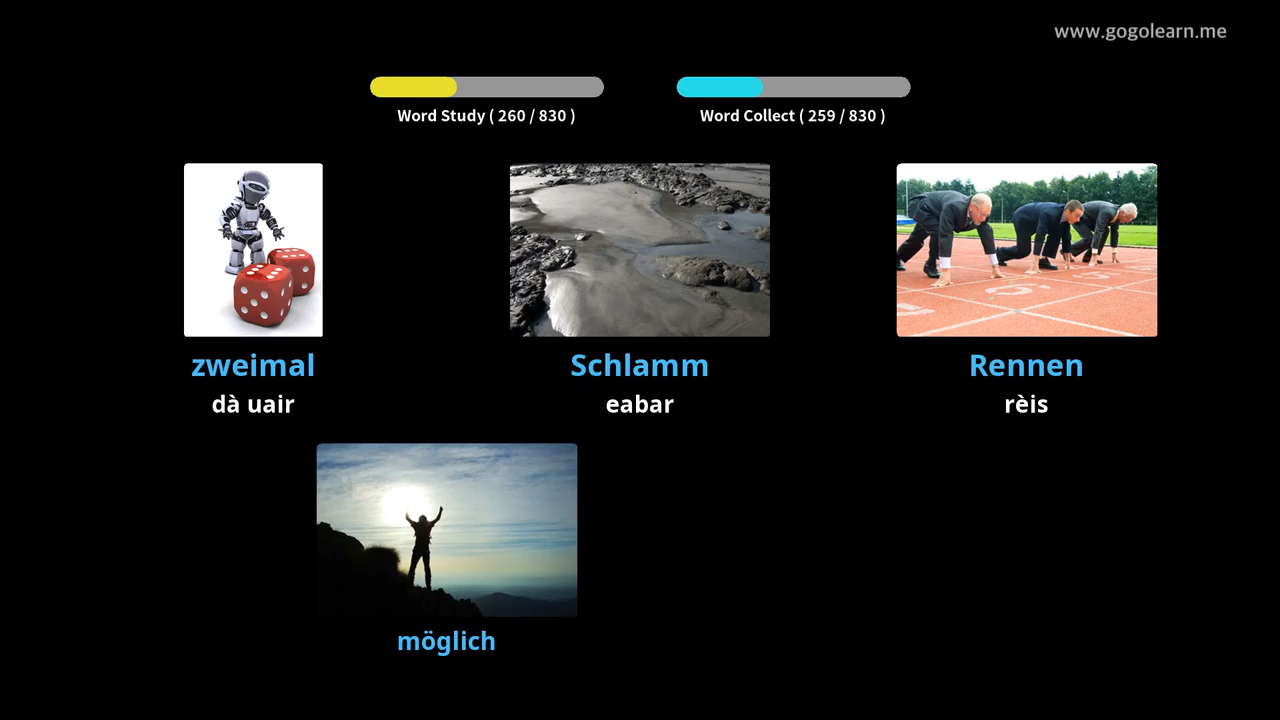 www.gogolearn.me
Word Study ( 260 / 830 )
Word Collect ( 259 / 830 )
zweimal
dà uair
Schlamm
eabar
Rennen
rèis
möglich